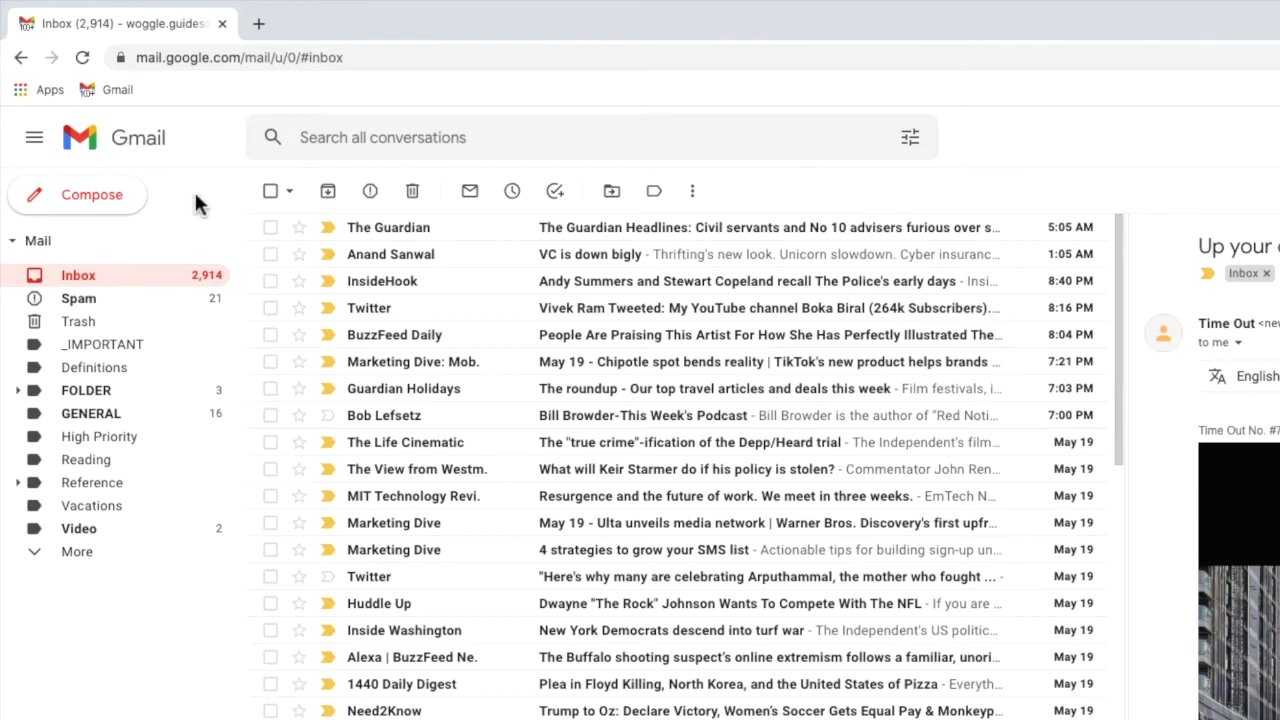 Inbox (2,914) - woggle.guides
mail.google.com/mail/u/0/#inbox
Apps Gmail
Gmail
Search all conversations
Compose
Mail
Inbox 2,914
Spam 21
Trash
_IMPORTANT
Definitions
FOLDER 3
GENERAL 16
High Priority
Reading
Reference
Vacations
Video 2
More
The Guardian The Guardian Headlines: Civil servants and No 10 advisers furious over s... 5:05 AM
Anand Sanwal VC is down bigly - Thrifting's new look. Unicorn slowdown. Cyber insuranc... 1:05 AM
InsideHook Andy Summers and Stewart Copeland recall The Police's early days - Insi... 8:40 PM
Twitter Vivek Ram Tweeted: My YouTube channel Boka Biral (264k Subscribers).... 8:16 PM
BuzzFeed Daily People Are Praising This Artist For How She Has Perfectly Illustrated The... 8:04 PM
Marketing Dive: Mob. May 19 - Chipotle spot bends reality | TikTok's new product helps brands ... 7:21 PM
Guardian Holidays The roundup - Our top travel articles and deals this week - Film festivals, i... 7:03 PM
Bob Lefsetz Bill Browder-This Week's Podcast - Bill Browder is the author of "Red Noti... 7:00 PM
The Life Cinematic The "true crime"-ification of the Depp/Heard trial - The Independent's film... May 19
The View from Westm. What will Keir Starmer do if his policy is stolen? - Commentator John Ren... May 19
MIT Technology Revi. Resurgence and the future of work. We meet in three weeks. - EmTech N... May 19
Marketing Dive May 19 - Ulta unveils media network | Warner Bros. Discovery's first upfr... May 19
Marketing Dive 4 strategies to grow your SMS list - Actionable tips for building sign-up un... May 19
Twitter "Here's why many are celebrating Arputhammal, the mother who fought ... - May 19
Huddle Up Dwayne "The Rock" Johnson Wants To Compete With The NFL - If you are ... May 19
Inside Washington New York Democrats descend into turf war - The Independent's US politic... May 19
Alexa | BuzzFeed Ne. The Buffalo shooting suspect's online extremism follows a familiar, unori... May 19
1440 Daily Digest Plea in Floyd Killing, North Korea, and the United States of Pizza - Everyth... May 19
Need2Know Trump to Oz: Declare Victory, Women's Soccer Gets Equal Pay & Monkeyp... May 19
Up your
Inbox ×
Time Out <nev
to me
English
Time Out No. #7